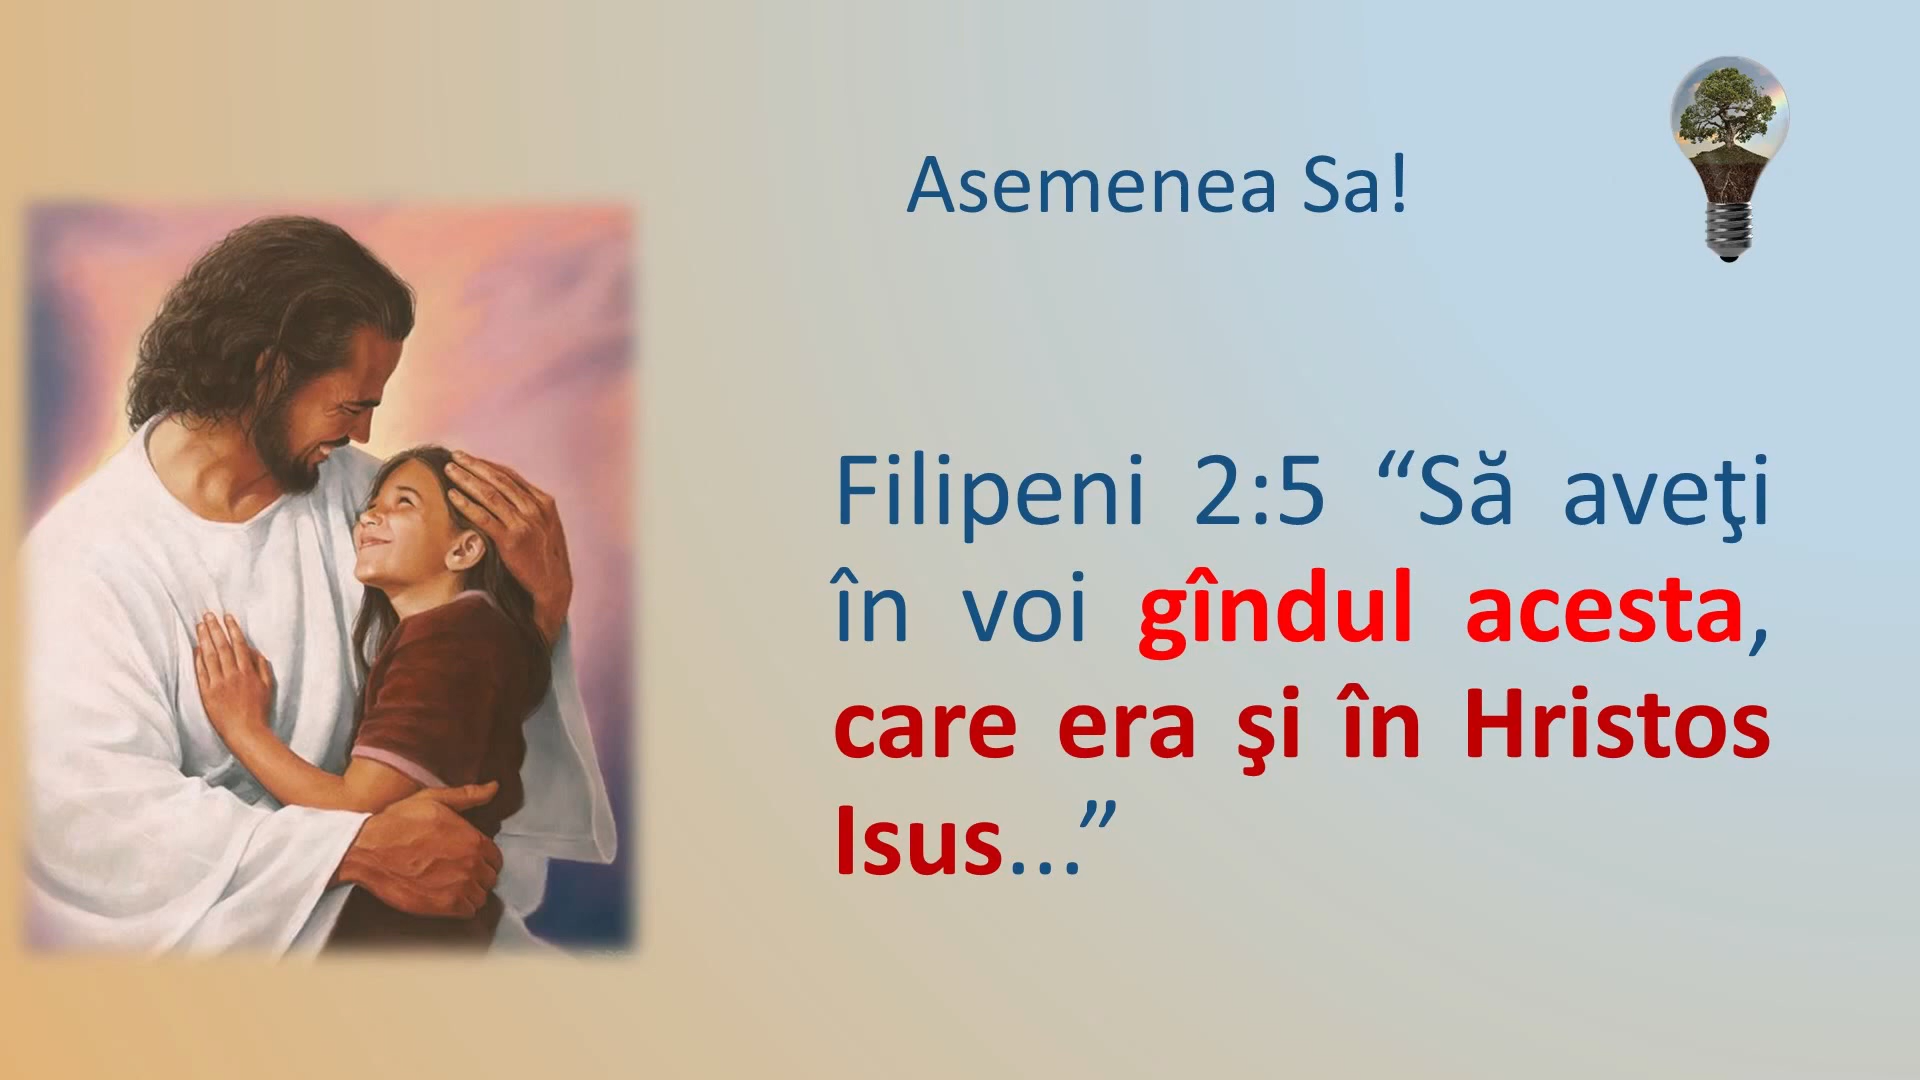 Asemenea Sa!
Filipeni 2:5 “Să aveţi
în voi gîndul acesta,
care era şi în Hristos
Isus...”